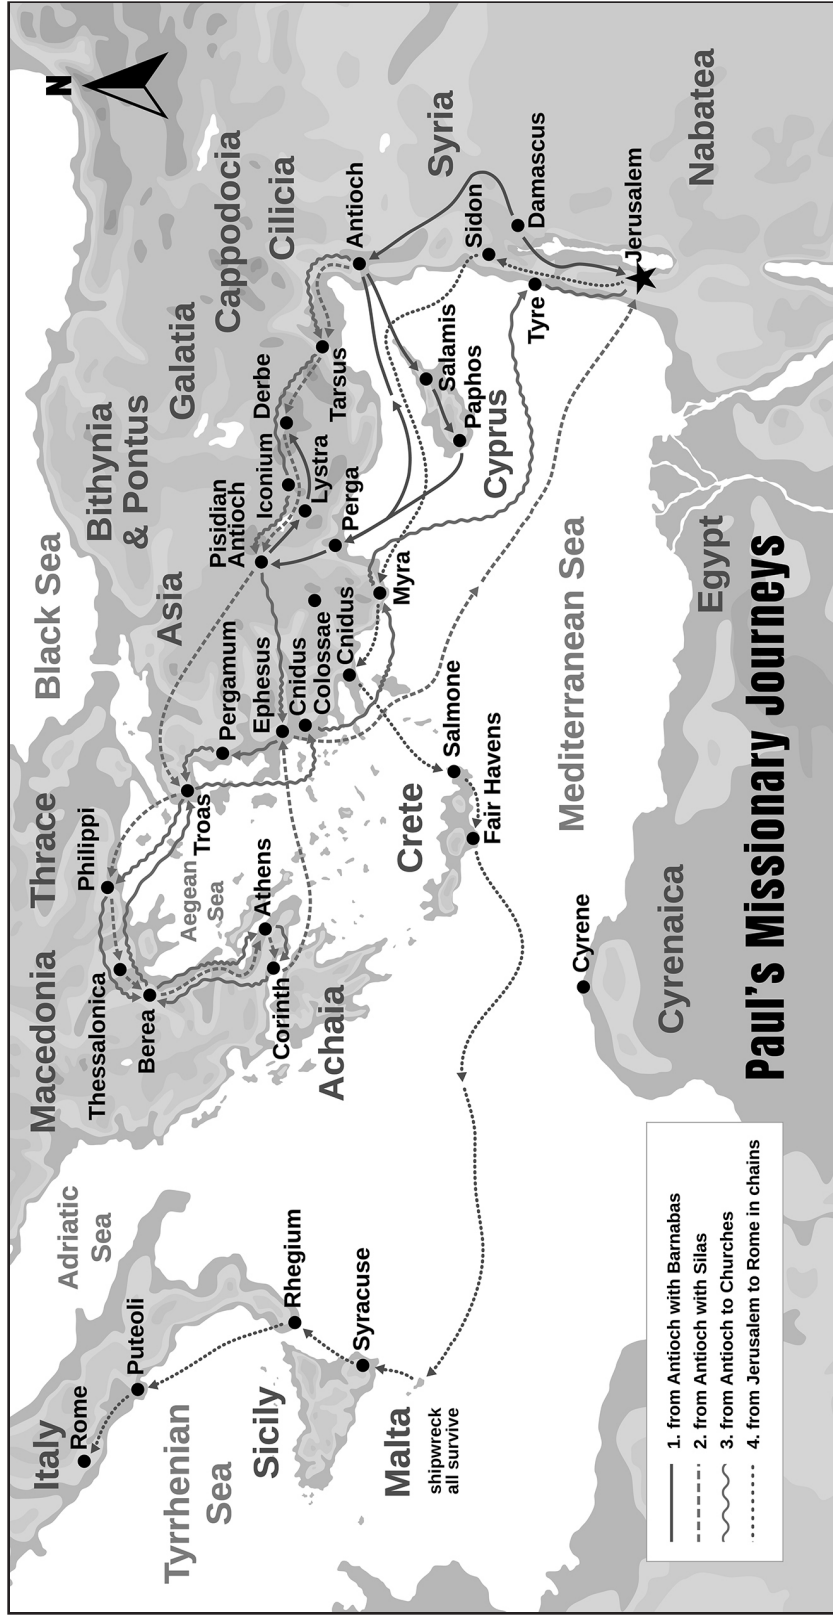 N
Black Sea
Adriatic
Sea
Tyrrhenian
Sea
Aegean
Sea
Mediterranean Sea
Italy
Rome
Puteoli
Rhegium
Sicily
Syracuse
Malta
shipwreck
all survive
Macedonia
Thrace
Philippi
Thessalonica
Berea
Athens
Corinth
Achaia
Troas
Pergamum
Ephesus
Cnidus
Colossae
Cnidus
Asia
Bithynia
& Pontus
Galatia
Cappodocia
Cilicia
Pisidian
Antioch
Iconium
Derbe
Lystra
Perga
Myra
Tarsus
Antioch
Syria
Salamis
Paphos
Cyprus
Sidon
Damascus
Tyre
Jerusalem
Nabatea
Crete
Salmone
Fair Havens
Cyrene
Cyrenaica
Egypt
Paul's Missionary Journeys
1. from Antioch with Barnabas
2. from Antioch with Silas
3. from Antioch to Churches
4. from Jerusalem to Rome in chains